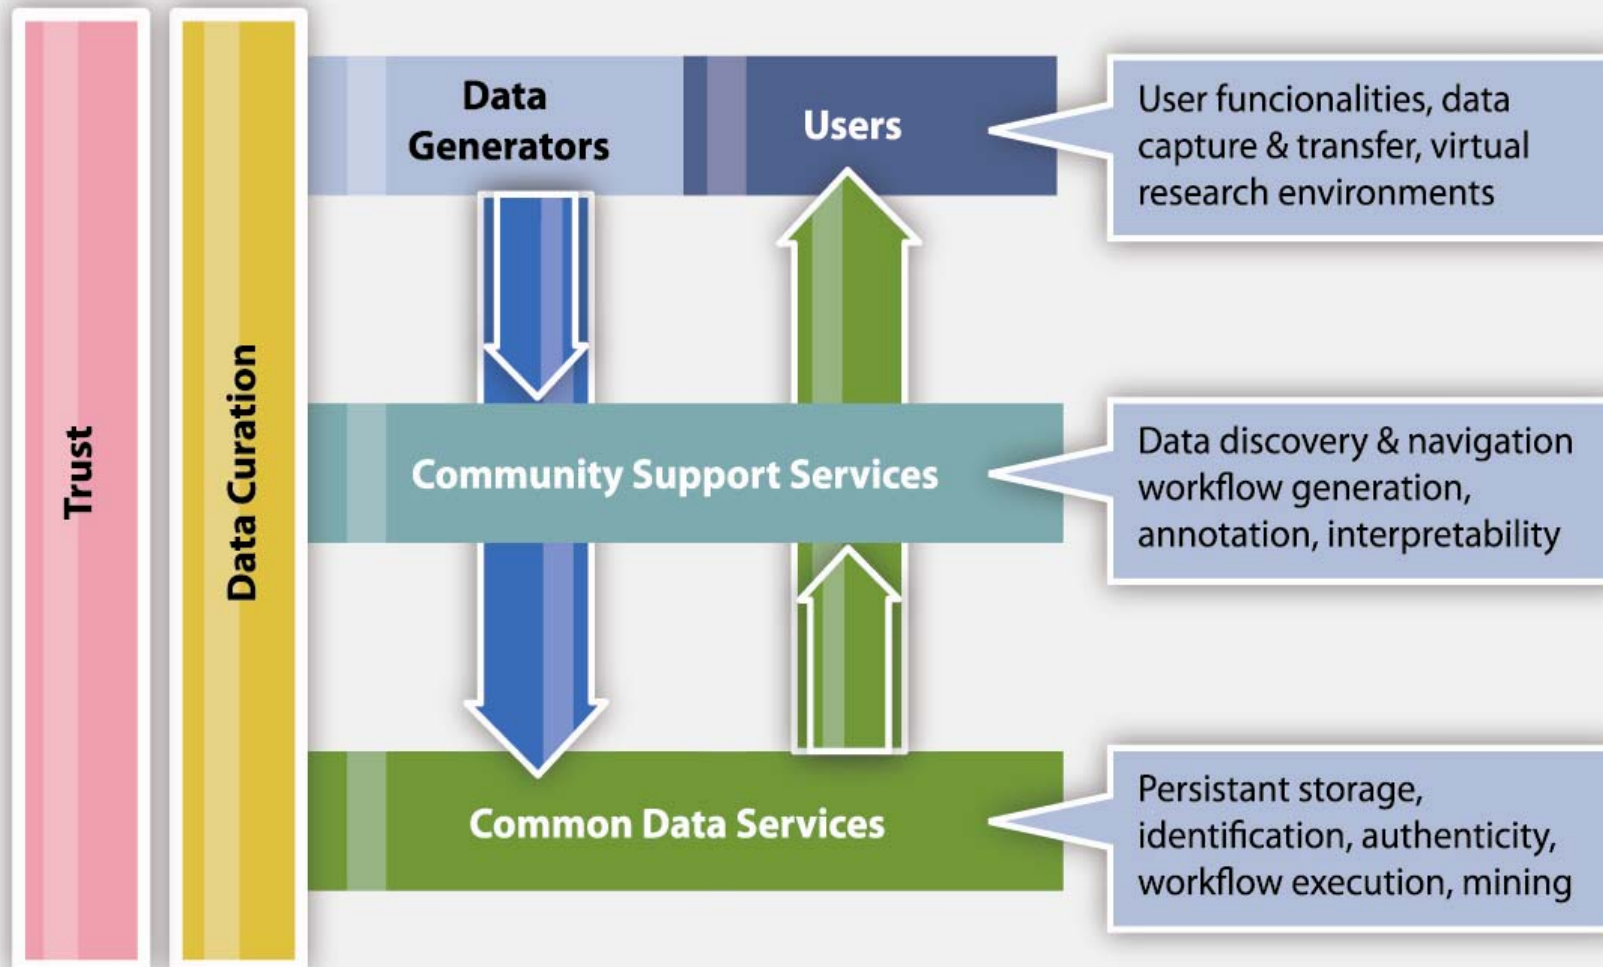 Trust
Data Curation
Data
Generators
Users
User funcionalities, data
capture & transfer, virtual
research environments
Community Support Services
Data discovery & navigation
workflow generation,
annotation, interpretability
Common Data Services
Persistant storage,
identification, authenticity,
workflow execution, mining